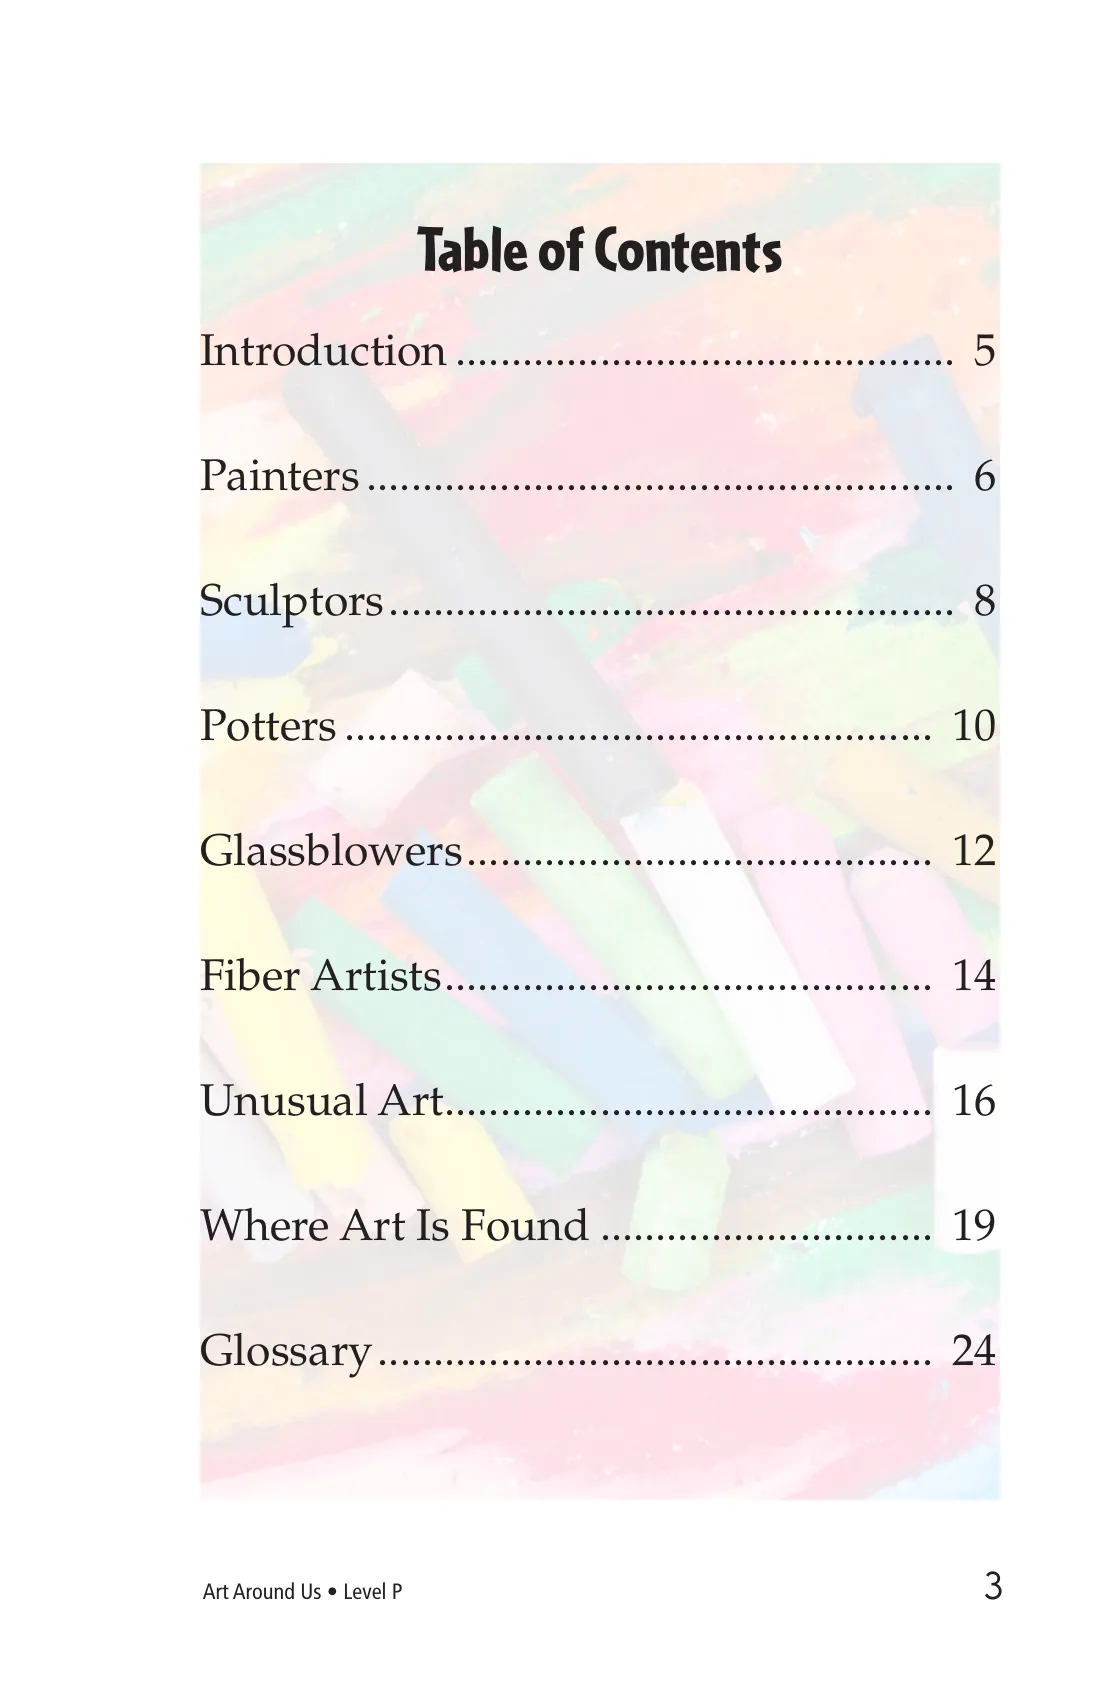 Table of Contents
Introduction ............................................. 5
Painters ..................................................... 6
Sculptors ................................................... 8
Potters ..................................................... 10
Glassblowers .......................................... 12
Fiber Artists ............................................ 14
Unusual Art ............................................ 16
Where Art Is Found .............................. 19
Glossary .................................................. 24
Art Around Us • Level P 3